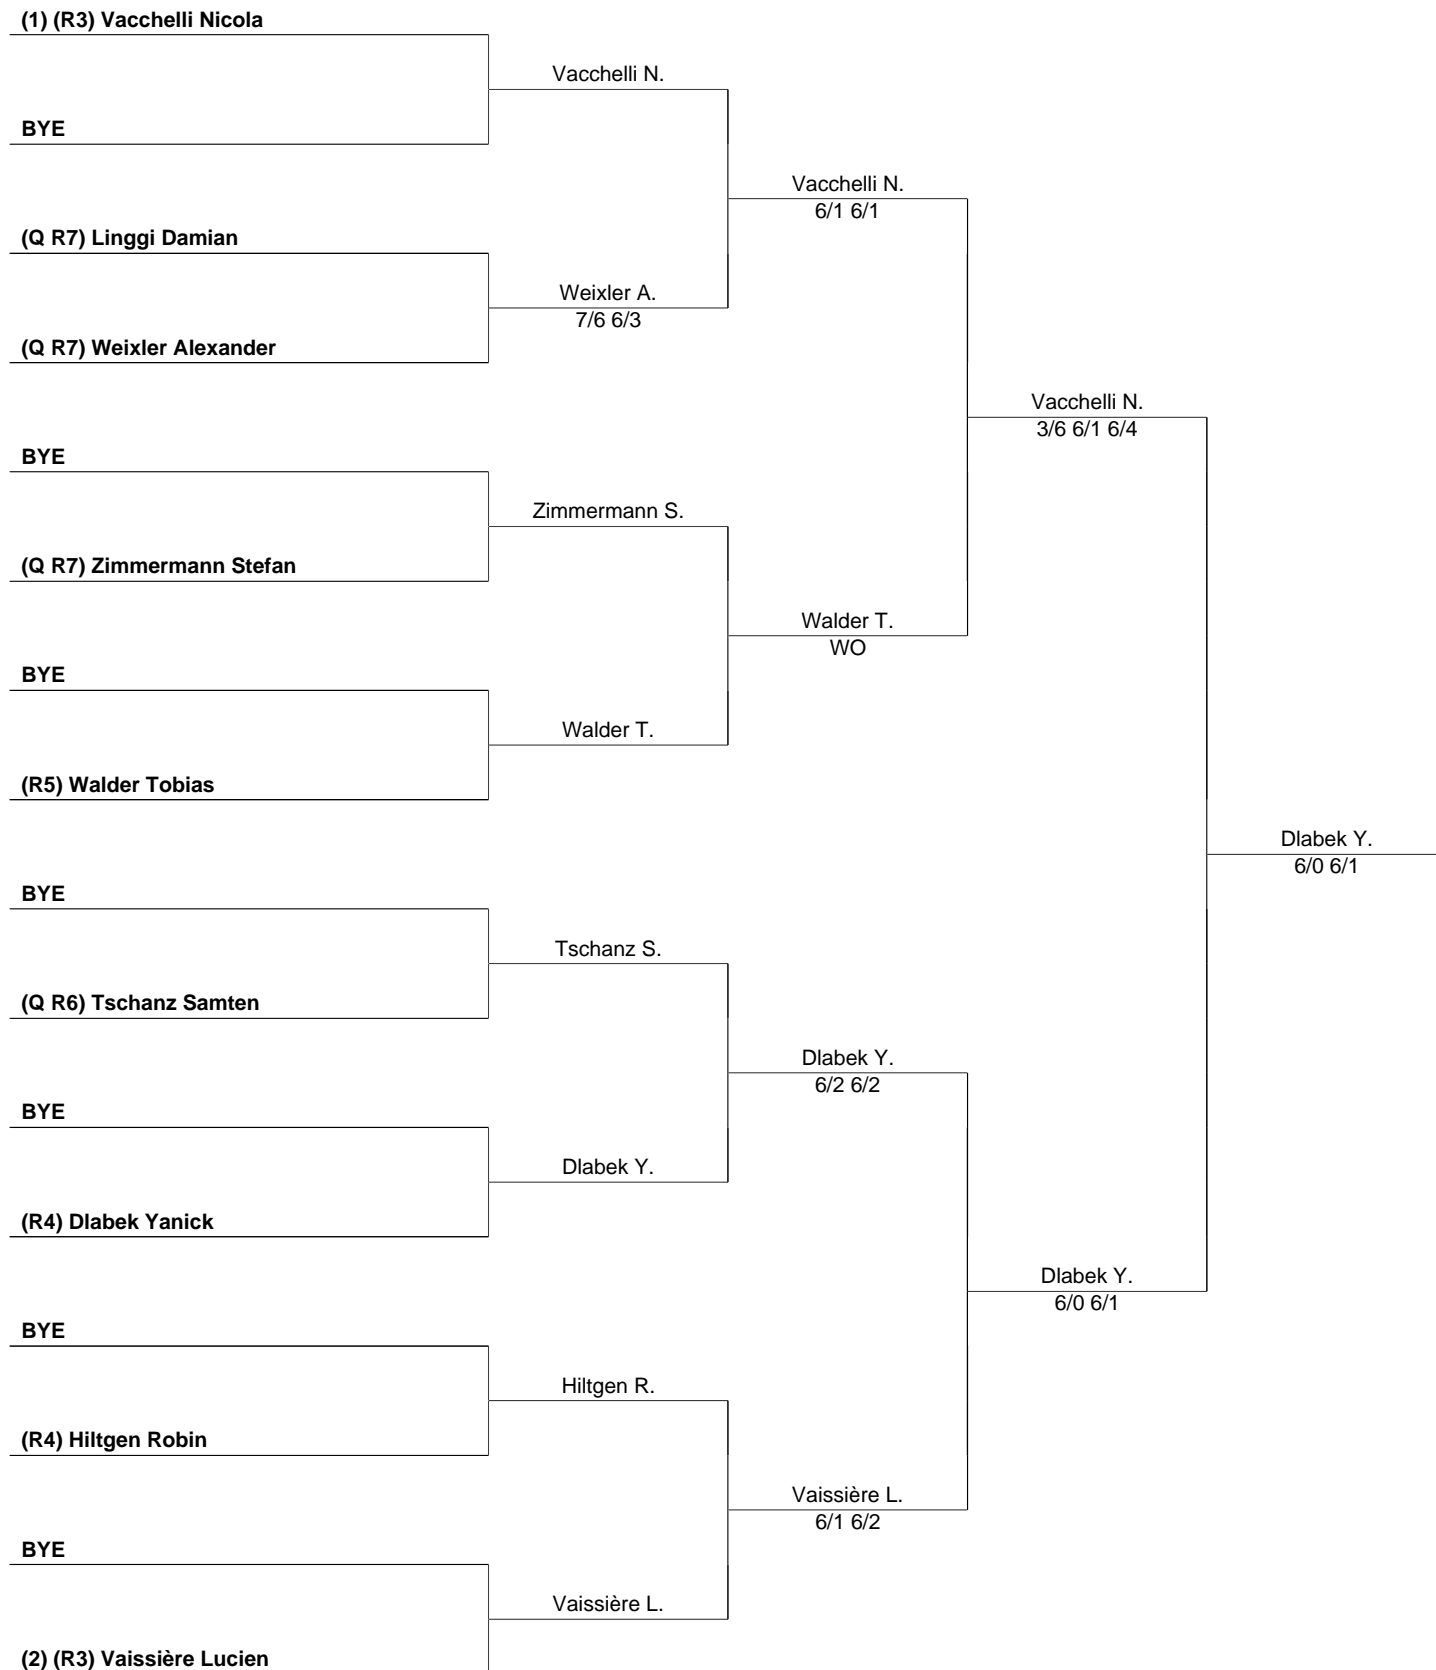 (1) (R3) Vacchelli Nicola
Vacchelli N.
BYE
Vacchelli N.
6/1 6/1
(Q R7) Linggi Damian
Weixler A.
7/6 6/3
(Q R7) Weixler Alexander
Vacchelli N.
3/6 6/1 6/4
BYE
Zimmermann S.
(Q R7) Zimmermann Stefan
Walder T.
WO
BYE
Walder T.
(R5) Walder Tobias
Dlabek Y.
6/0 6/1
BYE
Tschanz S.
(Q R6) Tschanz Samten
Dlabek Y.
6/2 6/2
BYE
Dlabek Y.
(R4) Dlabek Yanick
Dlabek Y.
6/0 6/1
BYE
Hiltgen R.
(R4) Hiltgen Robin
Vaissière L.
6/1 6/2
BYE
Vaissière L.
(2) (R3) Vaissière Lucien